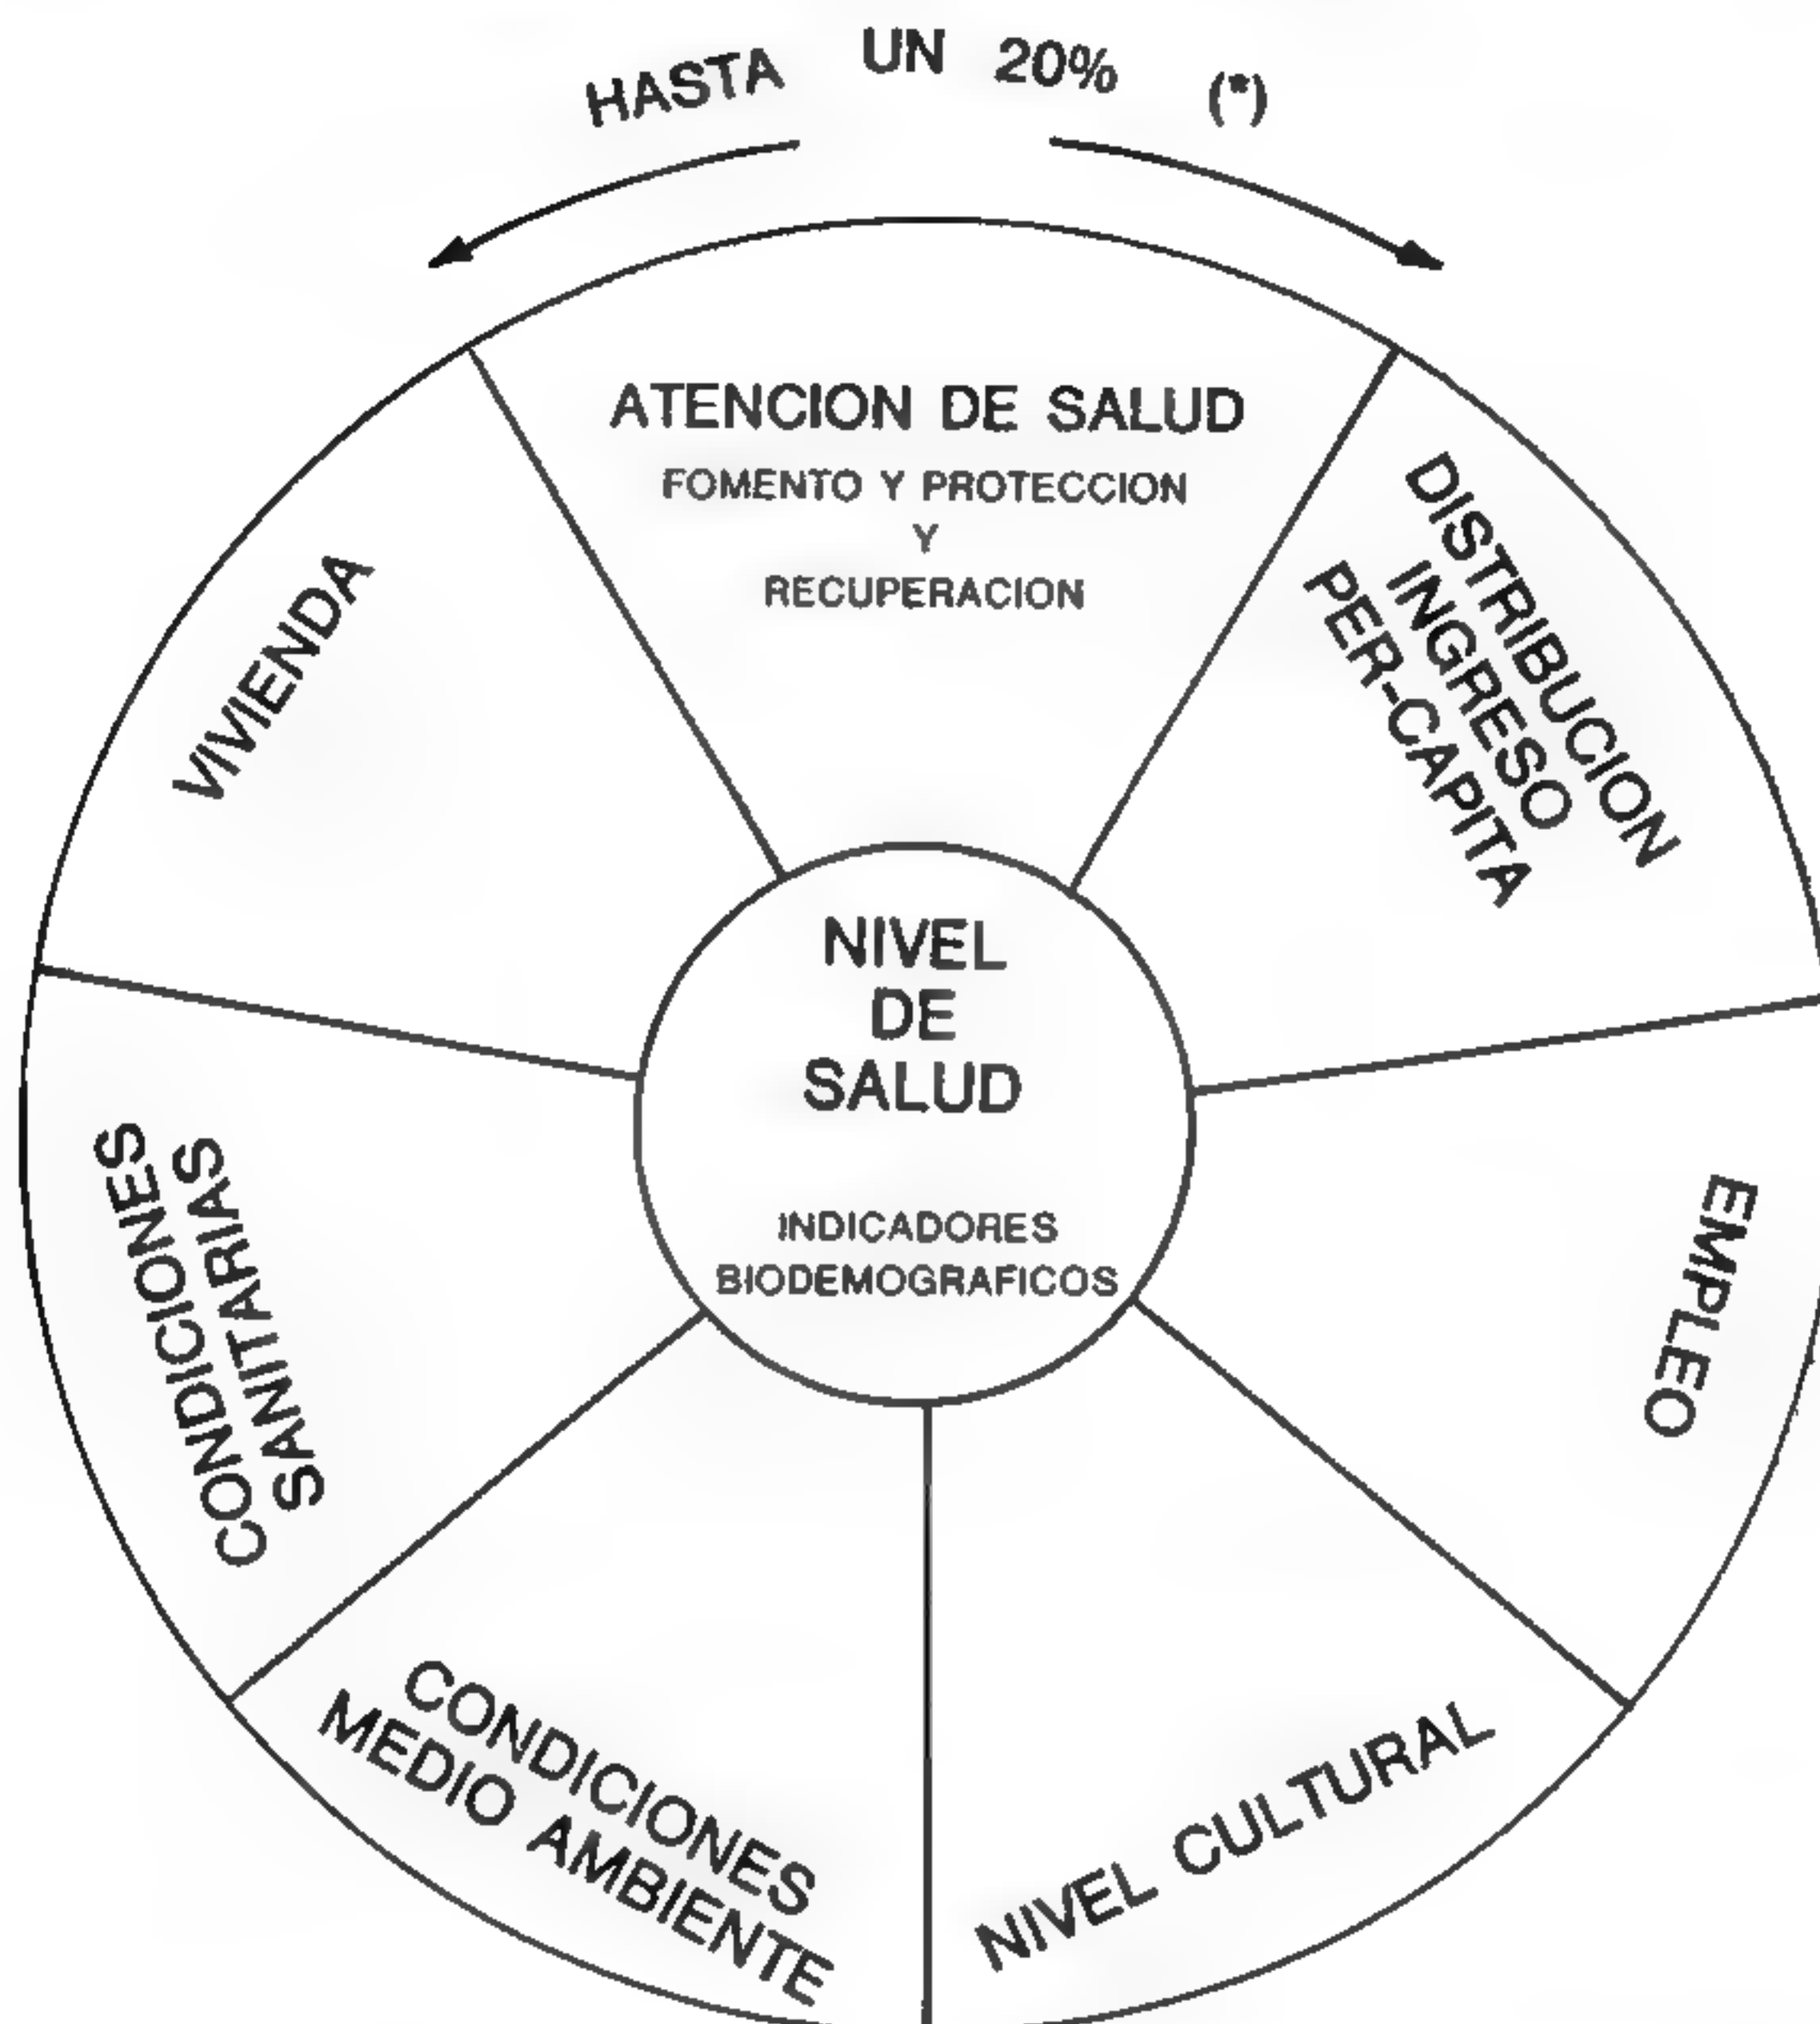 HASTA UN 20% (*)
ATENCION DE SALUD
FOMENTO Y PROTECCION
Y
RECUPERACION
DISTRIBUCION
INGRESO
PER-CAPITA
EMPLEO
NIVEL CULTURAL
CONDICIONES
MEDIO AMBIENTE
CONDICIONES
SANITARIAS
VIVIENDA
NIVEL
DE
SALUD
INDICADORES
BIODEMOGRAFICOS